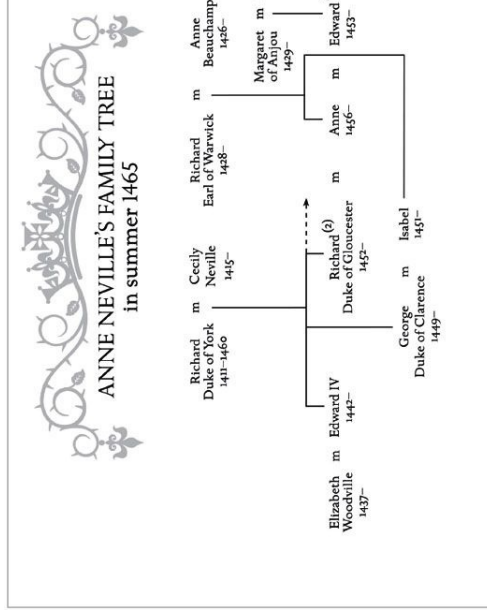 ANNE NEVILLE'S FAMILY TREE
in summer 1465
Richard
Duke of York
1411–1460
m
Cecily
Neville
1415–
Richard
Earl of Warwick
1428–
m
Anne
Beauchamp
1426–
Margaret
of Anjou
1429–
m
Elizabeth
Woodville
1437–
m
Edward IV
1442–
Richard (2)
Duke of Gloucester
1452–
m
Anne
1456–
m
Edward
1453–
George
Duke of Clarence
1449–
m
Isabel
1451–